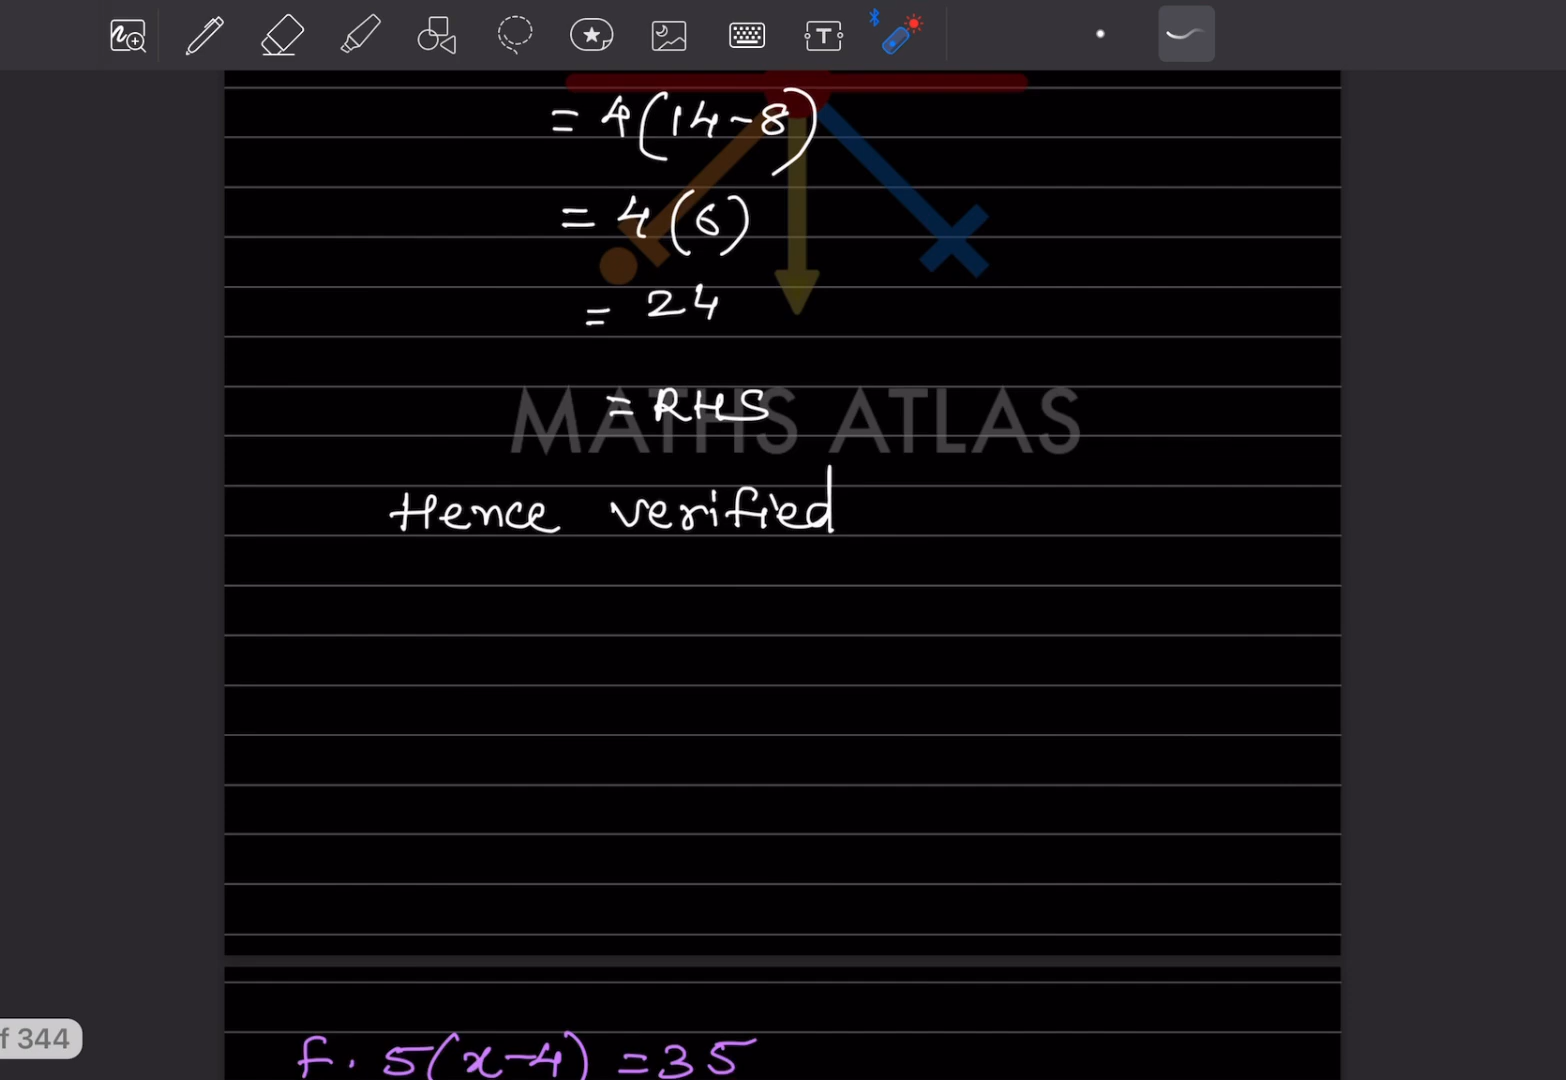 = 4(14-8)
= 4(6)
= 24
= RHS
MATHS ATLAS
Hence verified
f 344
f. 5(x-4) = 35